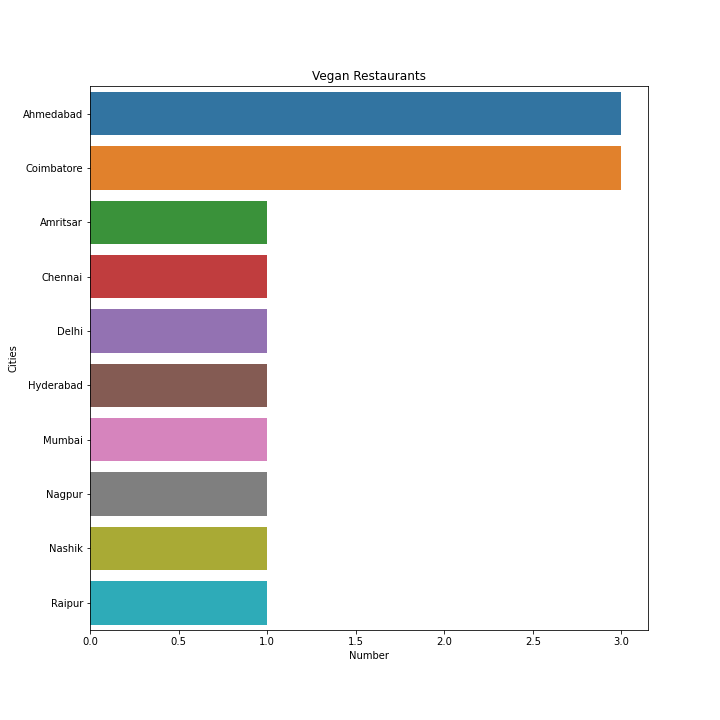 Vegan Restaurants
Ahmedabad
Coimbatore
Amritsar
Chennai
Delhi
Hyderabad
Mumbai
Nagpur
Nashik
Raipur
Cities
0.0 0.5 1.0 1.5 2.0 2.5 3.0
Number